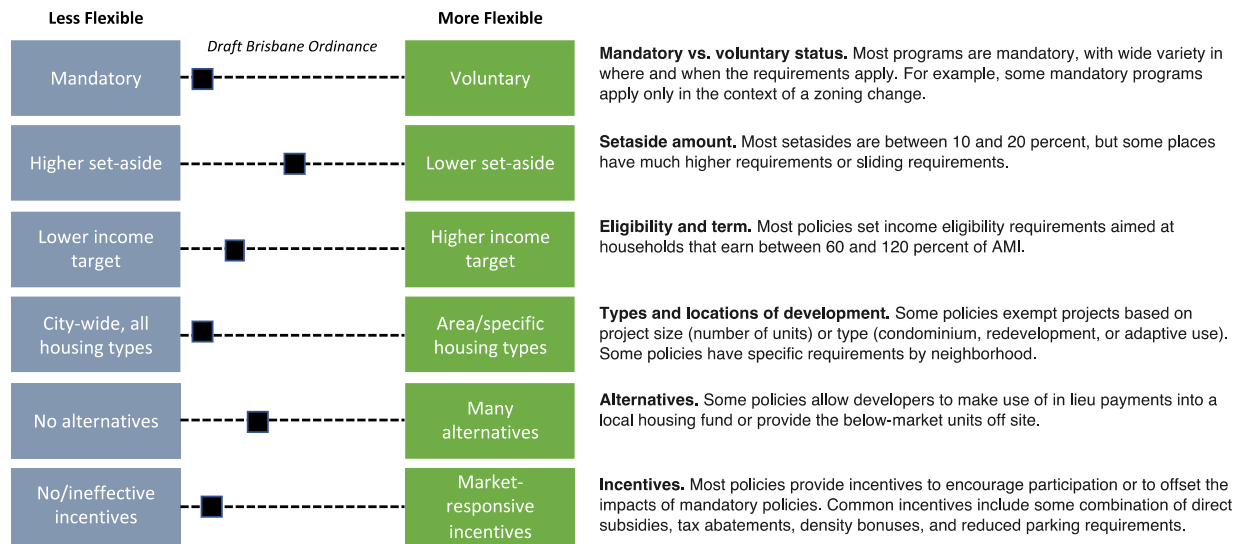 Less Flexible
More Flexible
Draft Brisbane Ordinance
Mandatory
Voluntary
Mandatory vs. voluntary status. Most programs are mandatory, with wide variety in
where and when the requirements apply. For example, some mandatory programs
apply only in the context of a zoning change.
Higher set-aside
Lower set-aside
Setaside amount. Most setasides are between 10 and 20 percent, but some places
have much higher requirements or sliding requirements.
Lower income
target
Higher income
target
Eligibility and term. Most policies set income eligibility requirements aimed at
households that earn between 60 and 120 percent of AMI.
City-wide, all
housing types
Area/specific
housing types
Types and locations of development. Some policies exempt projects based on
project size (number of units) or type (condominium, redevelopment, or adaptive use).
Some policies have specific requirements by neighborhood.
No alternatives
Many
alternatives
Alternatives. Some policies allow developers to make use of in lieu payments into a
local housing fund or provide the below-market units off site.
No/ineffective
incentives
Market-
responsive
incentives
Incentives. Most policies provide incentives to encourage participation or to offset the
impacts of mandatory policies. Common incentives include some combination of direct
subsidies, tax abatements, density bonuses, and reduced parking requirements.